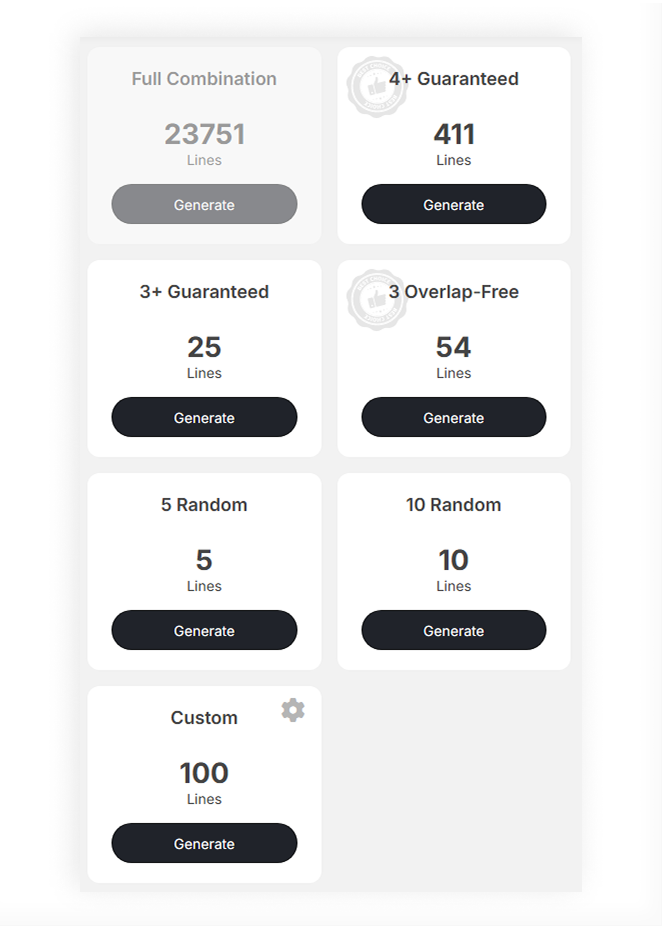 Full Combination
23751
Lines
Generate
4+ Guaranteed
411
Lines
Generate
3+ Guaranteed
25
Lines
Generate
3 Overlap-Free
54
Lines
Generate
5 Random
5
Lines
Generate
10 Random
10
Lines
Generate
Custom
100
Lines
Generate